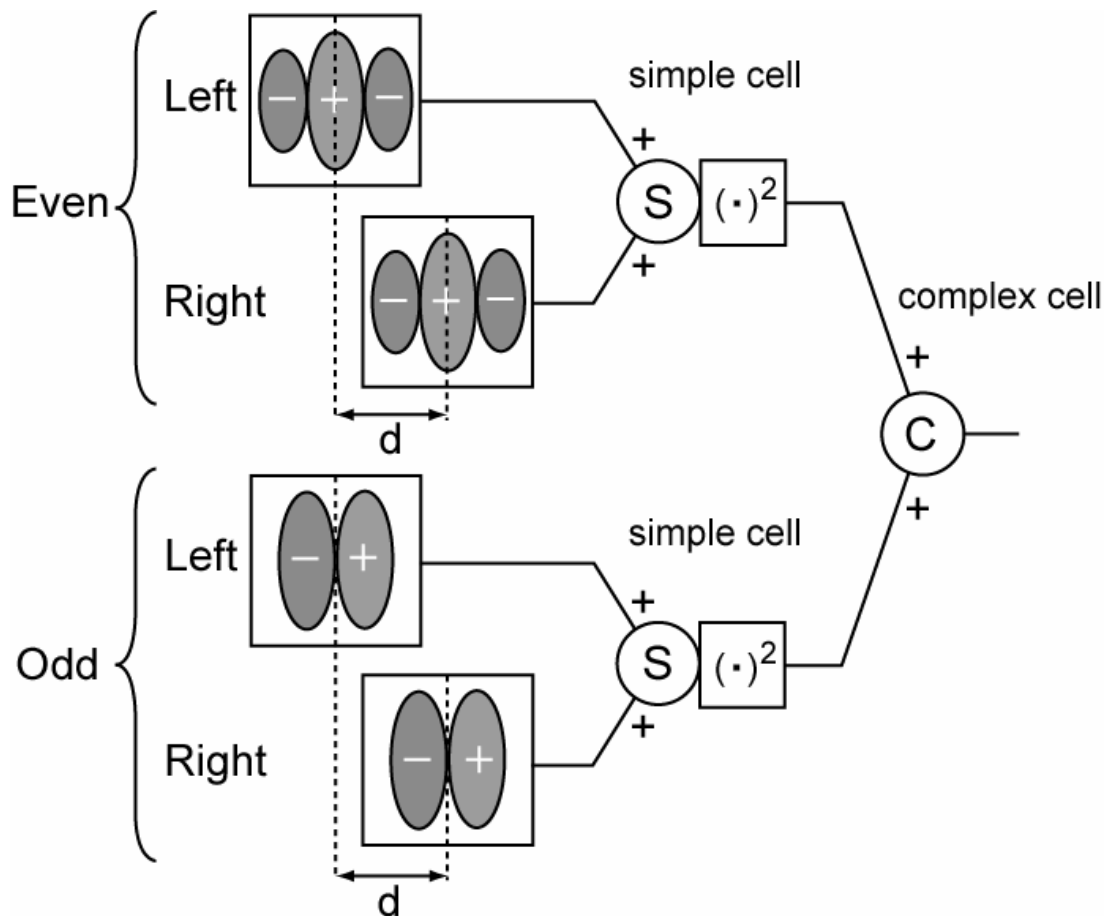 Even
Left
− + −
Right
− + −
d
simple cell
+
S
(·)²
+
complex cell
+
C
+
Odd
Left
− +
Right
− +
d
simple cell
+
S
(·)²
+